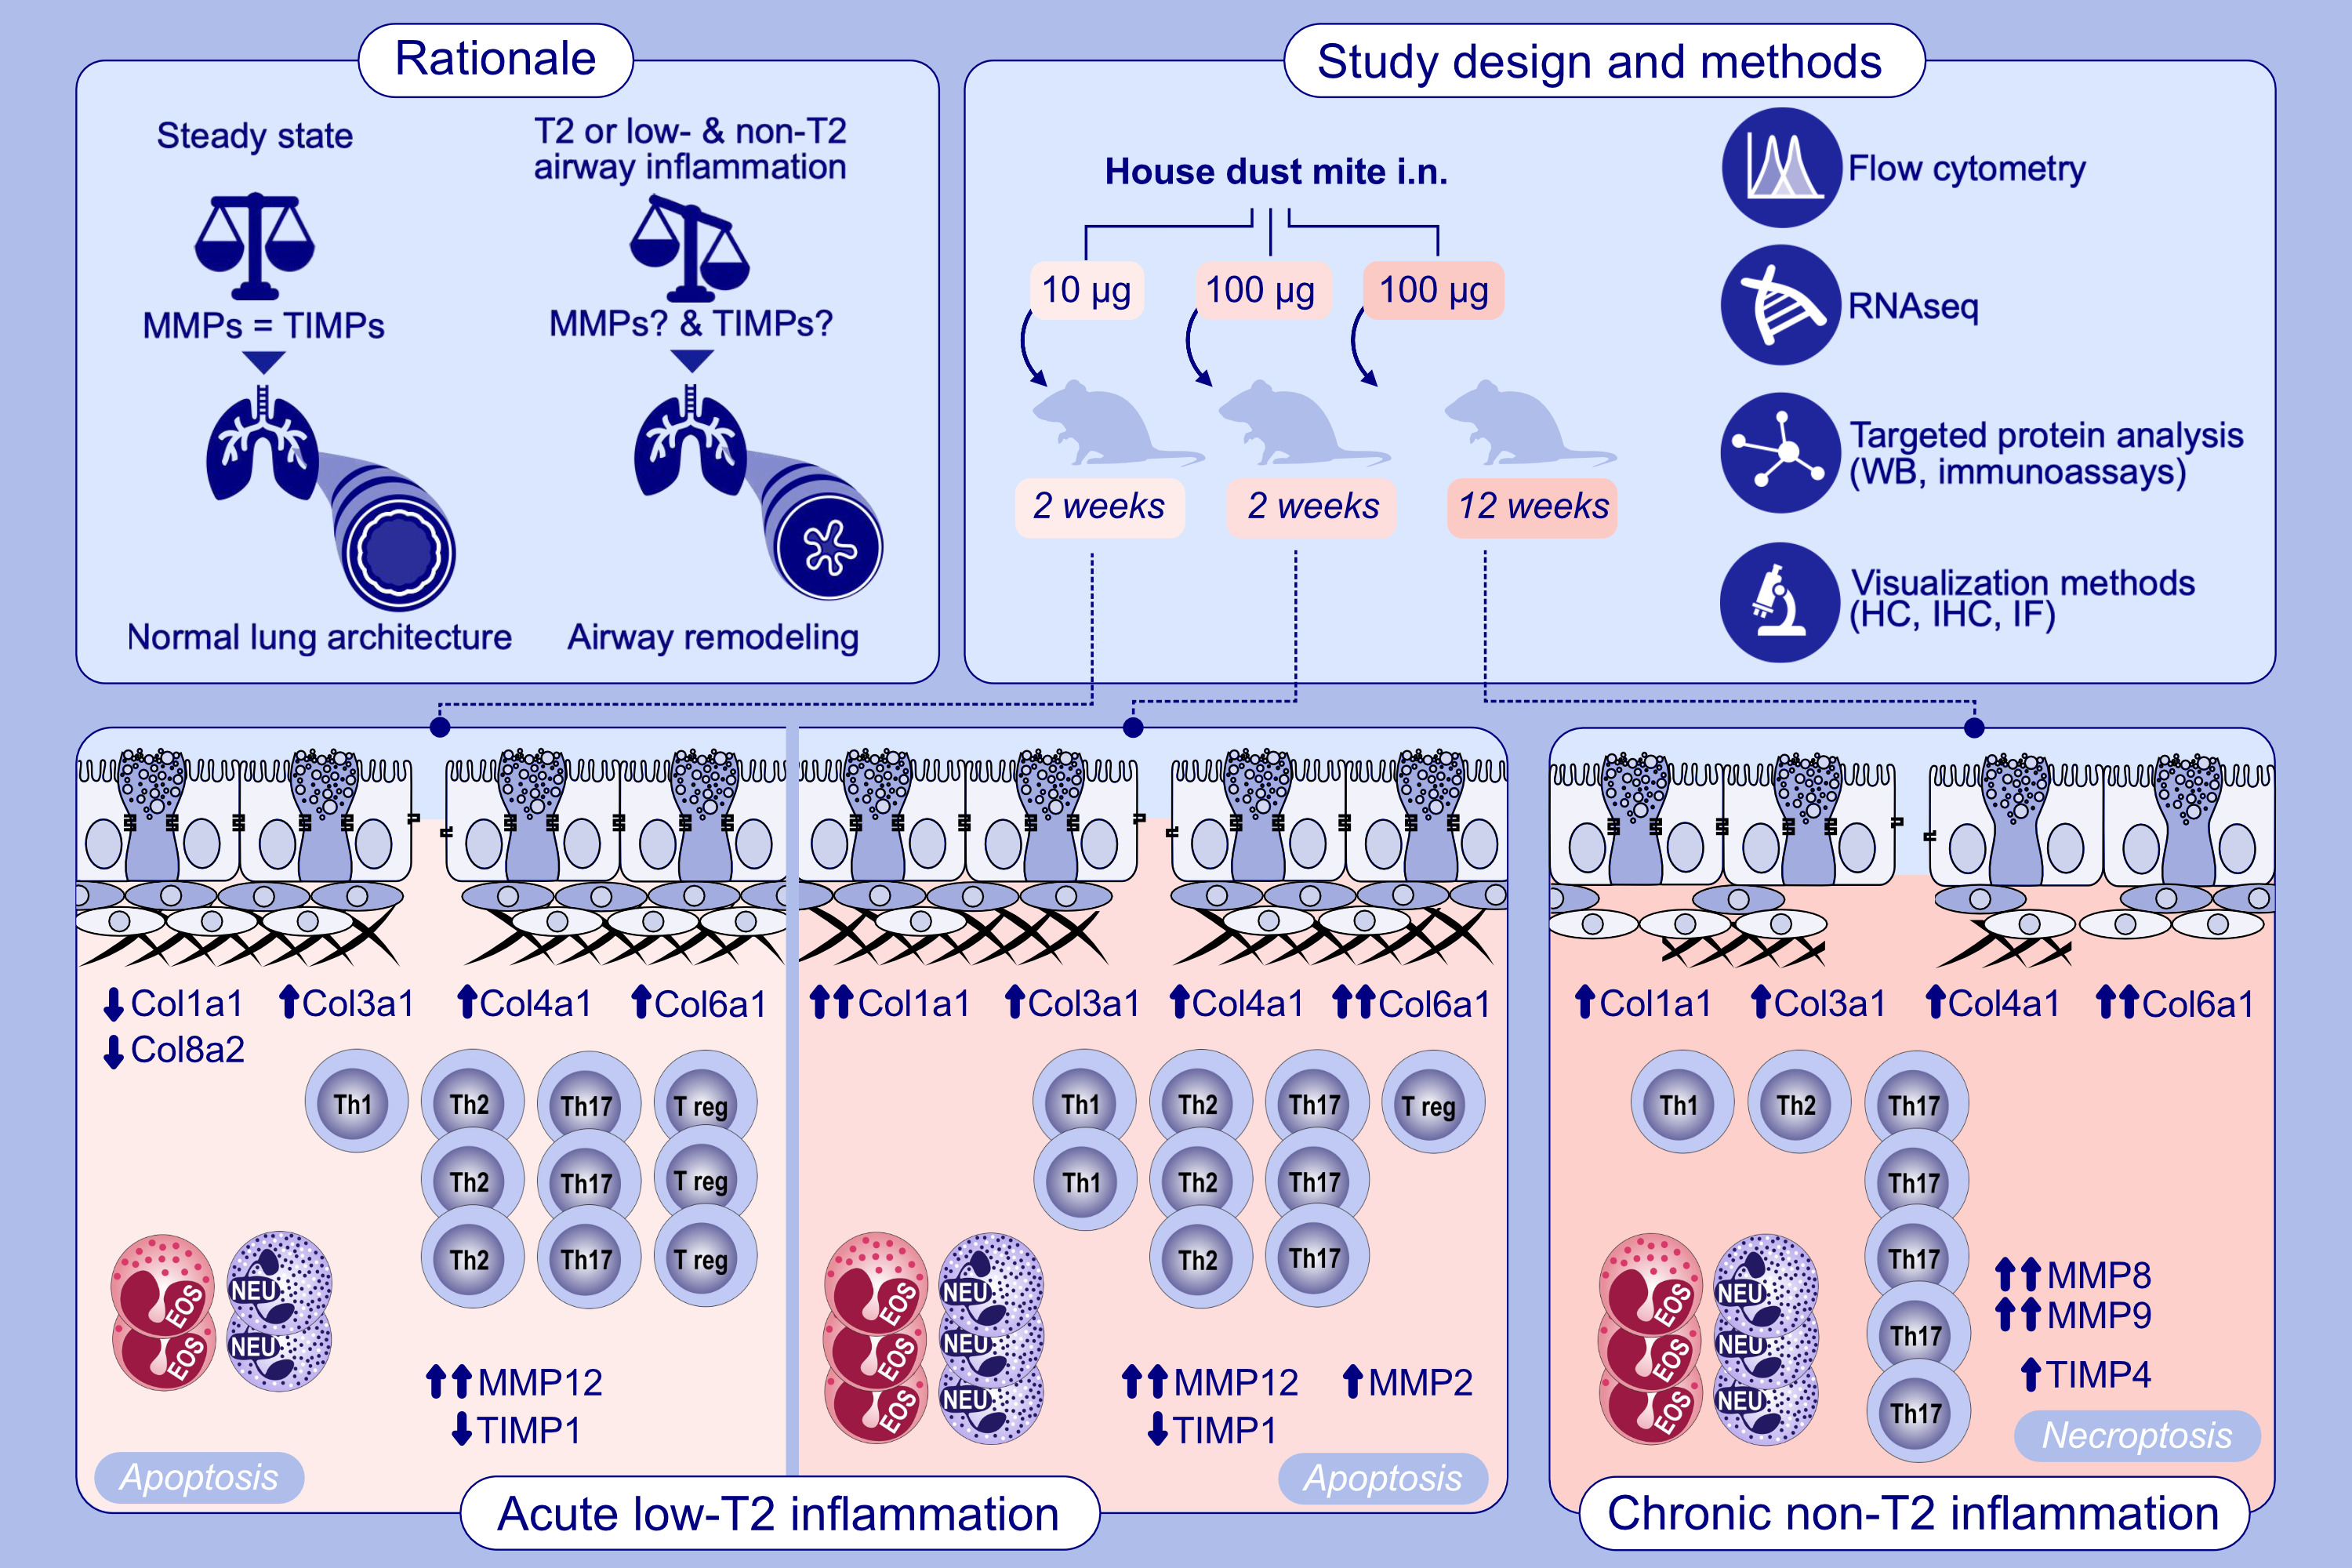 Rationale
Steady state
MMPs = TIMPs
Normal lung architecture
T2 or low- & non-T2
airway inflammation
MMPs? & TIMPs?
Airway remodeling
Study design and methods
House dust mite i.n.
10 µg
100 µg
100 µg
2 weeks
2 weeks
12 weeks
Flow cytometry
RNAseq
Targeted protein analysis
(WB, immunoassays)
Visualization methods
(HC, IHC, IF)
↓ Col1a1 ↑ Col3a1 ↑ Col4a1 ↑ Col6a1
↓ Col8a2
Th1 Th2 Th17 T reg
Th2 Th17 T reg
Th2 Th17 T reg
EOS NEU
EOS NEU
↑↑ MMP12
↓ TIMP1
Apoptosis
↑↑ Col1a1 ↑ Col3a1 ↑ Col4a1 ↑↑ Col6a1
Th1 Th2 Th17 T reg
Th1 Th2 Th17
Th2 Th17
EOS NEU
EOS NEU
EOS NEU
↑↑ MMP12 ↑ MMP2
↓ TIMP1
Apoptosis
Acute low-T2 inflammation
↑ Col1a1 ↑ Col3a1 ↑ Col4a1 ↑↑ Col6a1
Th1 Th2 Th17
Th17
Th17
Th17
Th17
EOS NEU
EOS NEU
EOS NEU
↑↑ MMP8
↑↑ MMP9
↑ TIMP4
Necroptosis
Chronic non-T2 inflammation